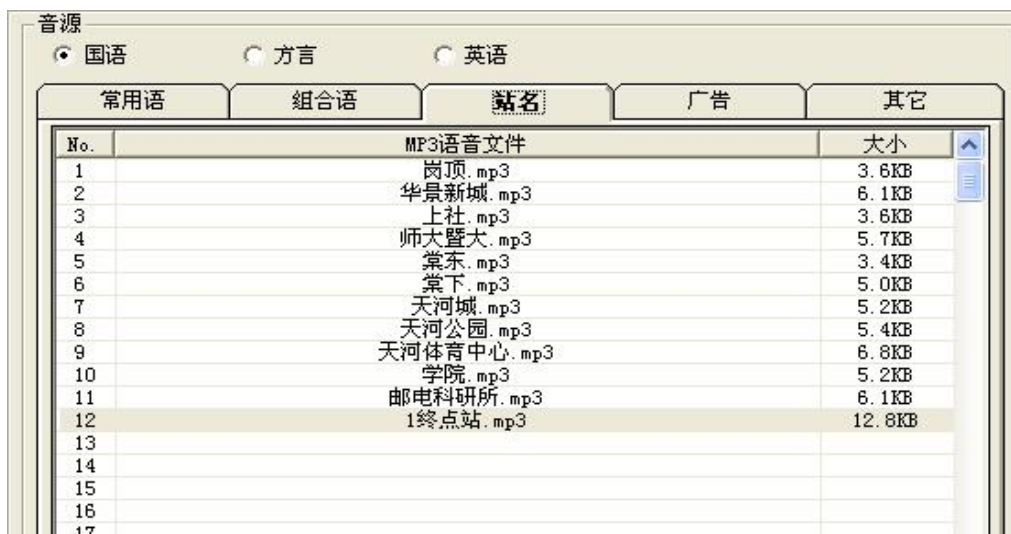 音源
国语 方言 英语
常用语 组合语 站名 广告 其它
No. MP3语音文件 大小
1 岗顶.mp3 3.6KB
2 华景新城.mp3 6.1KB
3 上社.mp3 3.6KB
4 师大暨大.mp3 5.7KB
5 棠东.mp3 3.4KB
6 棠下.mp3 5.0KB
7 天河城.mp3 5.2KB
8 天河公园.mp3 5.4KB
9 天河体育中心.mp3 6.8KB
10 学院.mp3 5.2KB
11 邮电科研所.mp3 6.1KB
12 1终点站.mp3 12.8KB
13
14
15
16
17